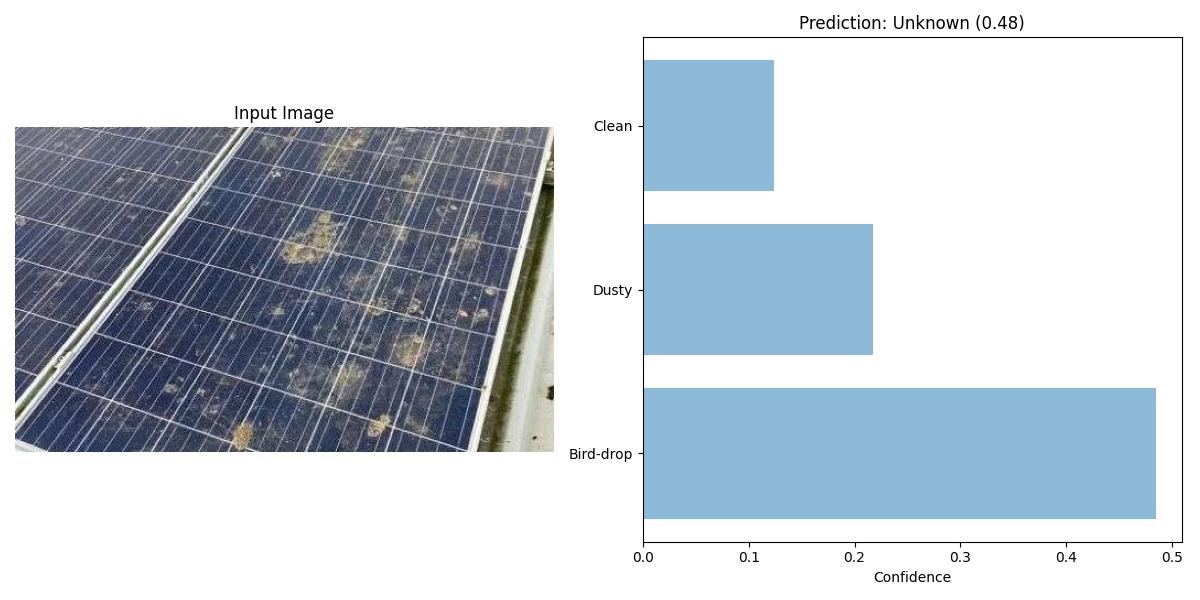 Input Image
Prediction: Unknown (0.48)
Clean
Dusty
Bird-drop
0.0 0.1 0.2 0.3 0.4 0.5
Confidence